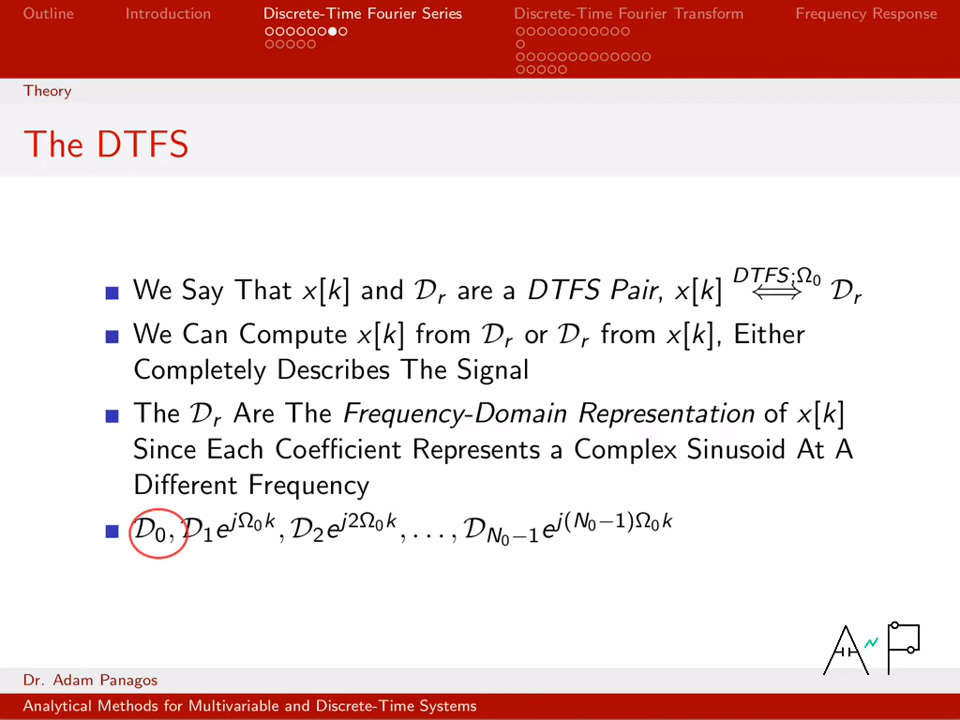 Outline Introduction Discrete-Time Fourier Series Discrete-Time Fourier Transform Frequency Response
Theory
The DTFS
We Say That x[k] and 𝒟ᵣ are a DTFS Pair, x[k] ⟺^{DTFS;Ω₀} 𝒟ᵣ
We Can Compute x[k] from 𝒟ᵣ or 𝒟ᵣ from x[k], Either
Completely Describes The Signal
The 𝒟ᵣ Are The Frequency-Domain Representation of x[k]
Since Each Coefficient Represents a Complex Sinusoid At A
Different Frequency
𝒟₀, 𝒟₁e^{jΩ₀k}, 𝒟₂e^{j2Ω₀k}, . . . , 𝒟_{N₀−1}e^{j(N₀−1)Ω₀k}
AP
Dr. Adam Panagos
Analytical Methods for Multivariable and Discrete-Time Systems